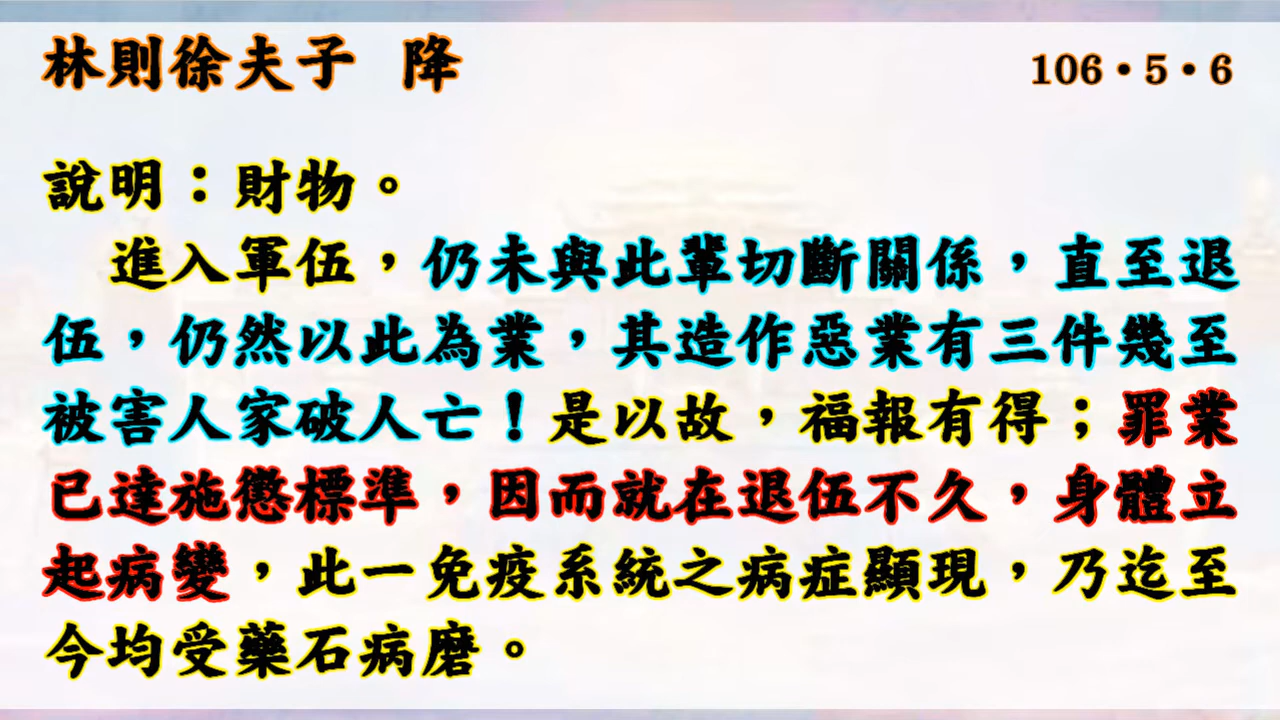 林則徐夫子 降 106·5·6
說明：財物。
進入軍伍，仍未與此輩切斷關係，直至退
伍，仍然以此為業，其造作惡業有三件幾至
被害人家破人亡！是以故，福報有得；罪業
已達施懲標準，因而就在退伍不久，身體立
起病變，此一免疫系統之病症顯現，乃迄至
今均受藥石病磨。